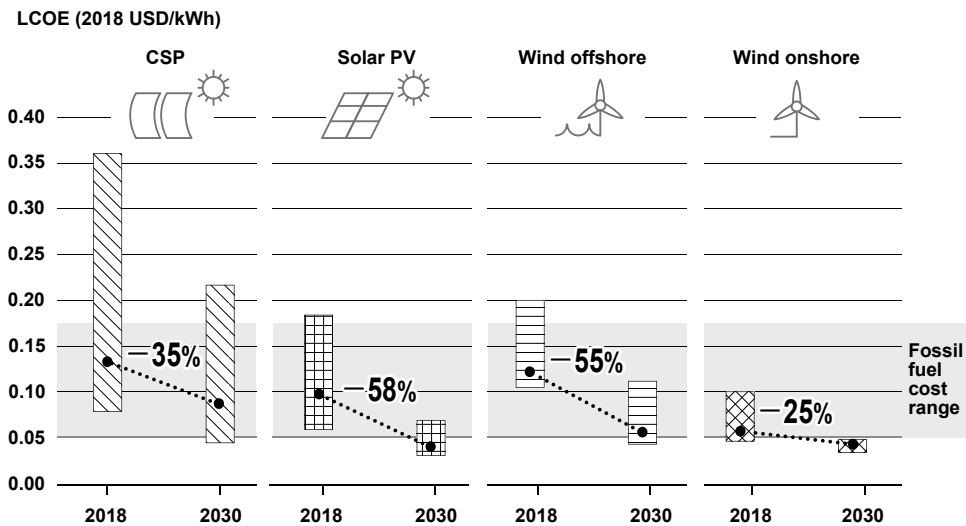 LCOE (2018 USD/kWh)
CSP
Solar PV
Wind offshore
Wind onshore
0.40
0.35
0.30
0.25
0.20
0.15
0.10
0.05
0.00
—35%
—58%
—55%
—25%
Fossil
fuel
cost
range
2018 2030 2018 2030 2018 2030 2018 2030